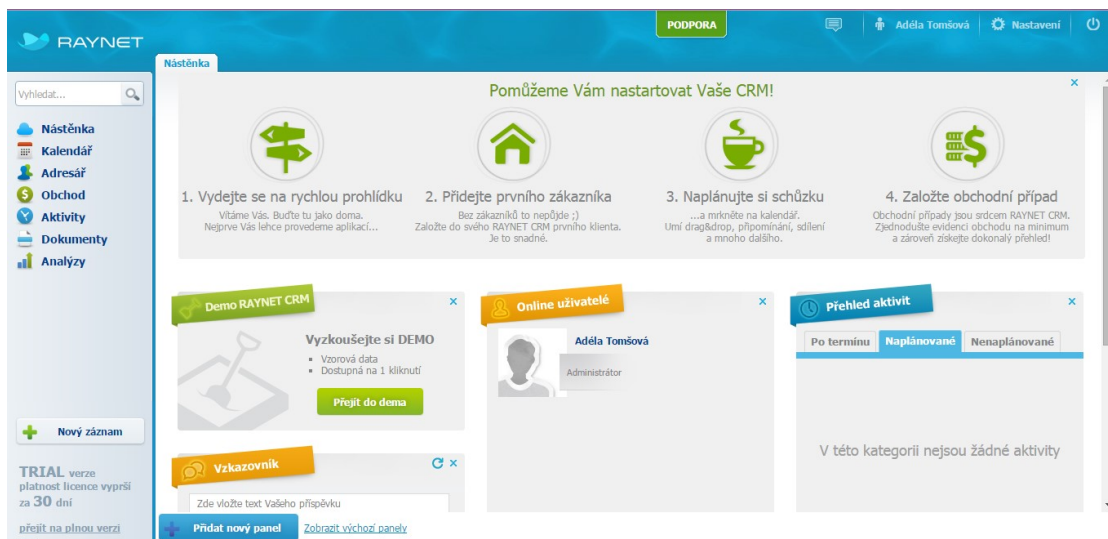 RAYNET
PODPORA
Adéla Tomšová
Nastavení
Nástěnka
Vyhledat...
Nástěnka
Kalendář
Adresář
Obchod
Aktivity
Dokumenty
Analýzy
Nový záznam
TRIAL verze
platnost licence vyprší
za 30 dní
přejít na plnou verzi
Pomůžeme Vám nastartovat Vaše CRM!
1. Vydejte se na rychlou prohlídku
Vítáme Vás. Buďte tu jako doma.
Nejprve Vás lehce provedeme aplikací...
2. Přidejte prvního zákazníka
Bez zákazníků to nepůjde ;)
Založte do svého RAYNET CRM prvního klienta.
Je to snadné.
3. Naplánujte si schůzku
...a mrkněte na kalendář.
Umí drag&drop, připomínání, sdílení
a mnoho dalšího.
4. Založte obchodní případ
Obchodní případy jsou srdcem RAYNET CRM.
Zjednodušte evidenci obchodu na minimum
a zároveň získejte dokonalý přehled!
Demo RAYNET CRM
Vyzkoušejte si DEMO
Vzorová data
Dostupná na 1 kliknutí
Přejít do dema
Online uživatelé
Adéla Tomšová
Administrátor
Přehled aktivit
Po termínu
Naplánované
Nenaplánované
V této kategorii nejsou žádné aktivity
Vzkazovník
Zde vložte text Vašeho příspěvku
Přidat nový panel
Zobrazit výchozí panely